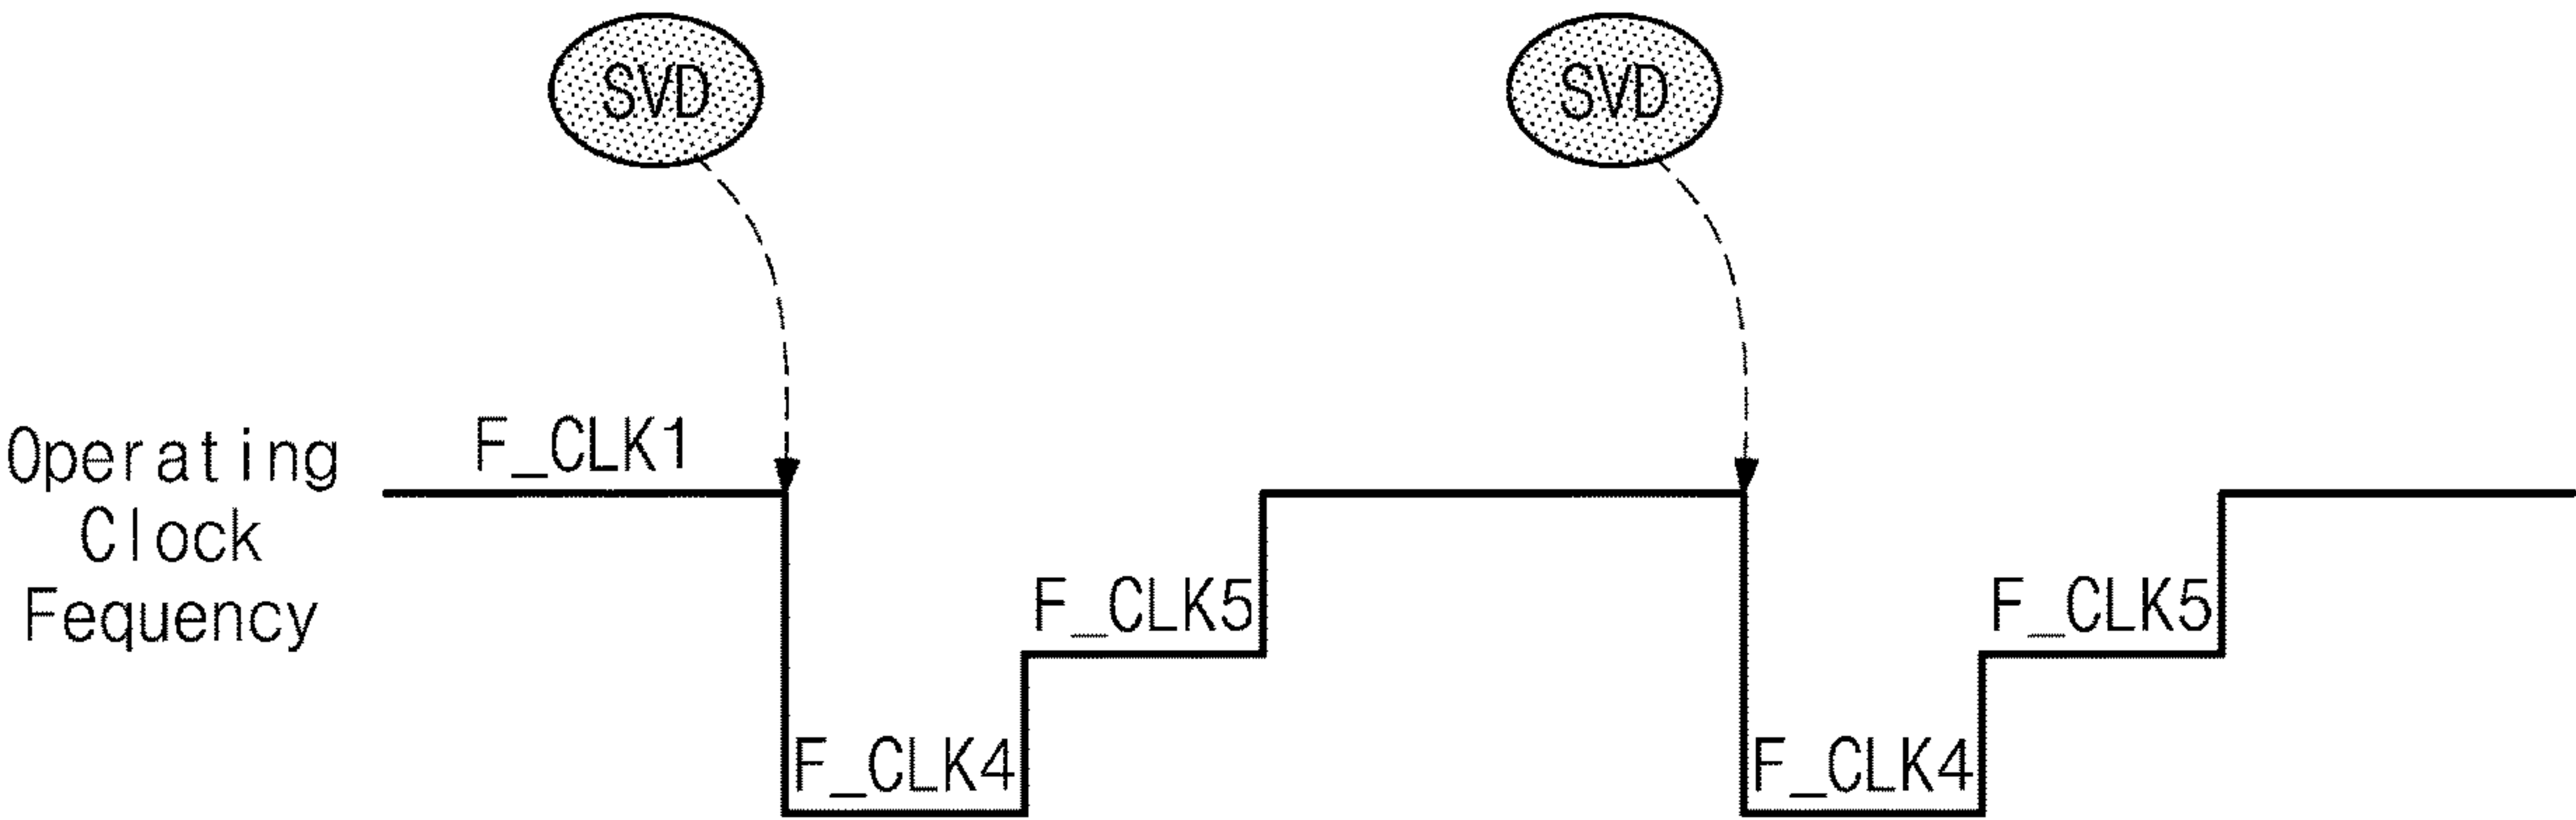 SVD
SVD
Operating
Clock
Fequency
F_CLK1
F_CLK4
F_CLK5
F_CLK4
F_CLK5